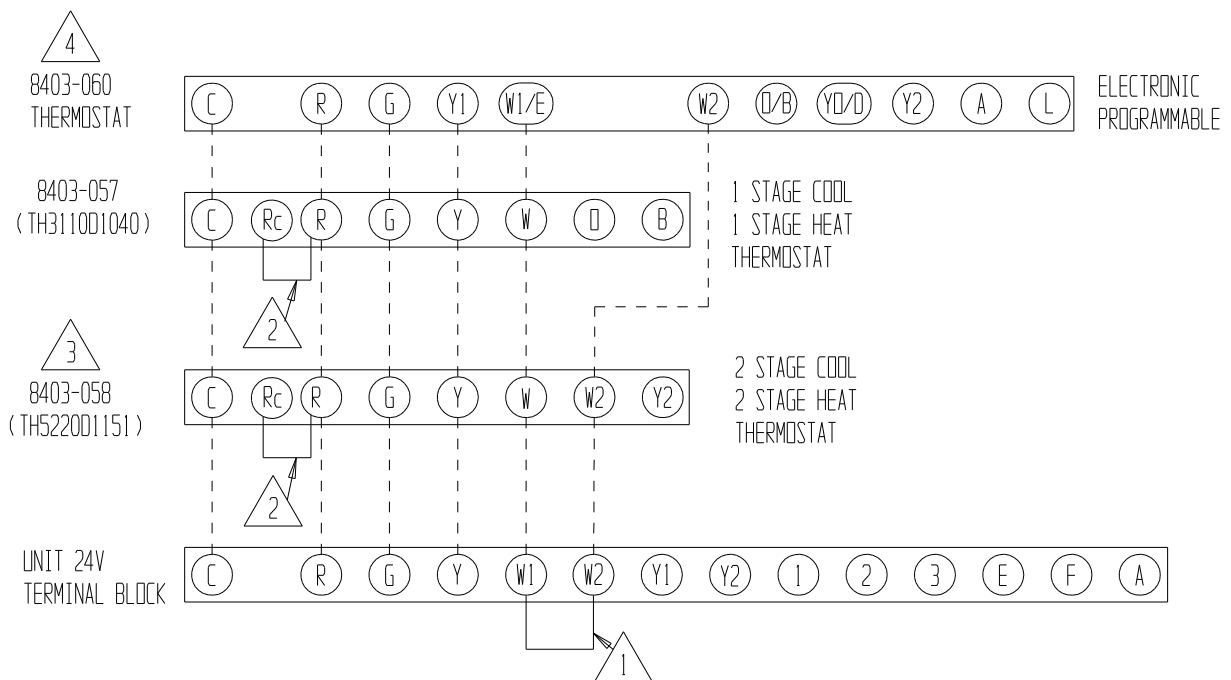 4
8403-060
THERMOSTAT
C R G Y1 W1/E W2 O/B YO/D Y2 A L
ELECTRONIC
PROGRAMMABLE
8403-057
(TH3110D1040)
C Rc R G Y W O B
1 STAGE COOL
1 STAGE HEAT
THERMOSTAT
2
3
8403-058
(TH5220D1151)
C Rc R G Y W W2 Y2
2 STAGE COOL
2 STAGE HEAT
THERMOSTAT
2
UNIT 24V
TERMINAL BLOCK
C R G Y W1 W2 Y1 Y2 1 2 3 E F A
1